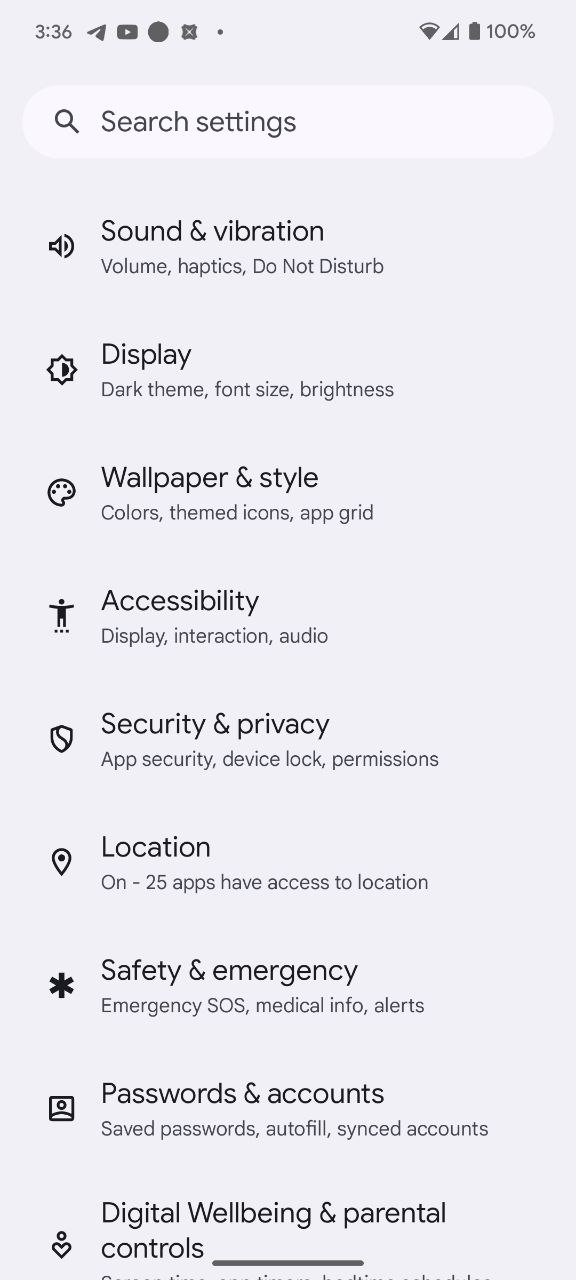 3:36
100%
Search settings
Sound & vibration
Volume, haptics, Do Not Disturb
Display
Dark theme, font size, brightness
Wallpaper & style
Colors, themed icons, app grid
Accessibility
Display, interaction, audio
Security & privacy
App security, device lock, permissions
Location
On - 25 apps have access to location
Safety & emergency
Emergency SOS, medical info, alerts
Passwords & accounts
Saved passwords, autofill, synced accounts
Digital Wellbeing & parental
controls